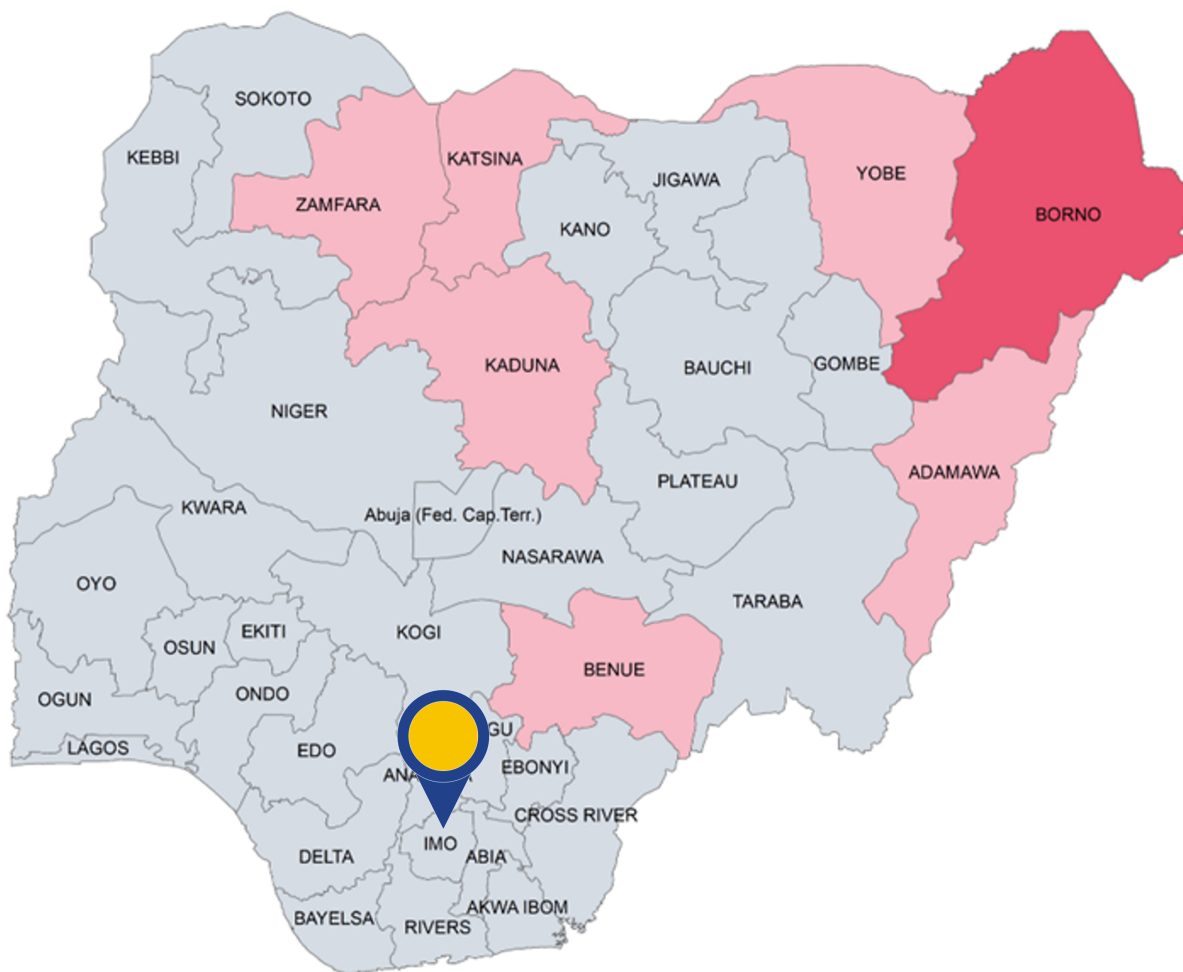 SOKOTO
KEBBI
KATSINA
ZAMFARA
JIGAWA
YOBE
KANO
BORNO
KADUNA
BAUCHI
GOMBE
NIGER
ADAMAWA
PLATEAU
KWARA
Abuja (Fed. Cap.Terr.)
NASARAWA
OYO
TARABA
EKITI
OSUN
KOGI
BENUE
OGUN
ONDO
LAGOS
EDO
EBONYI
CROSS RIVER
IMO
DELTA
ABIA
AKWA IBOM
BAYELSA
RIVERS